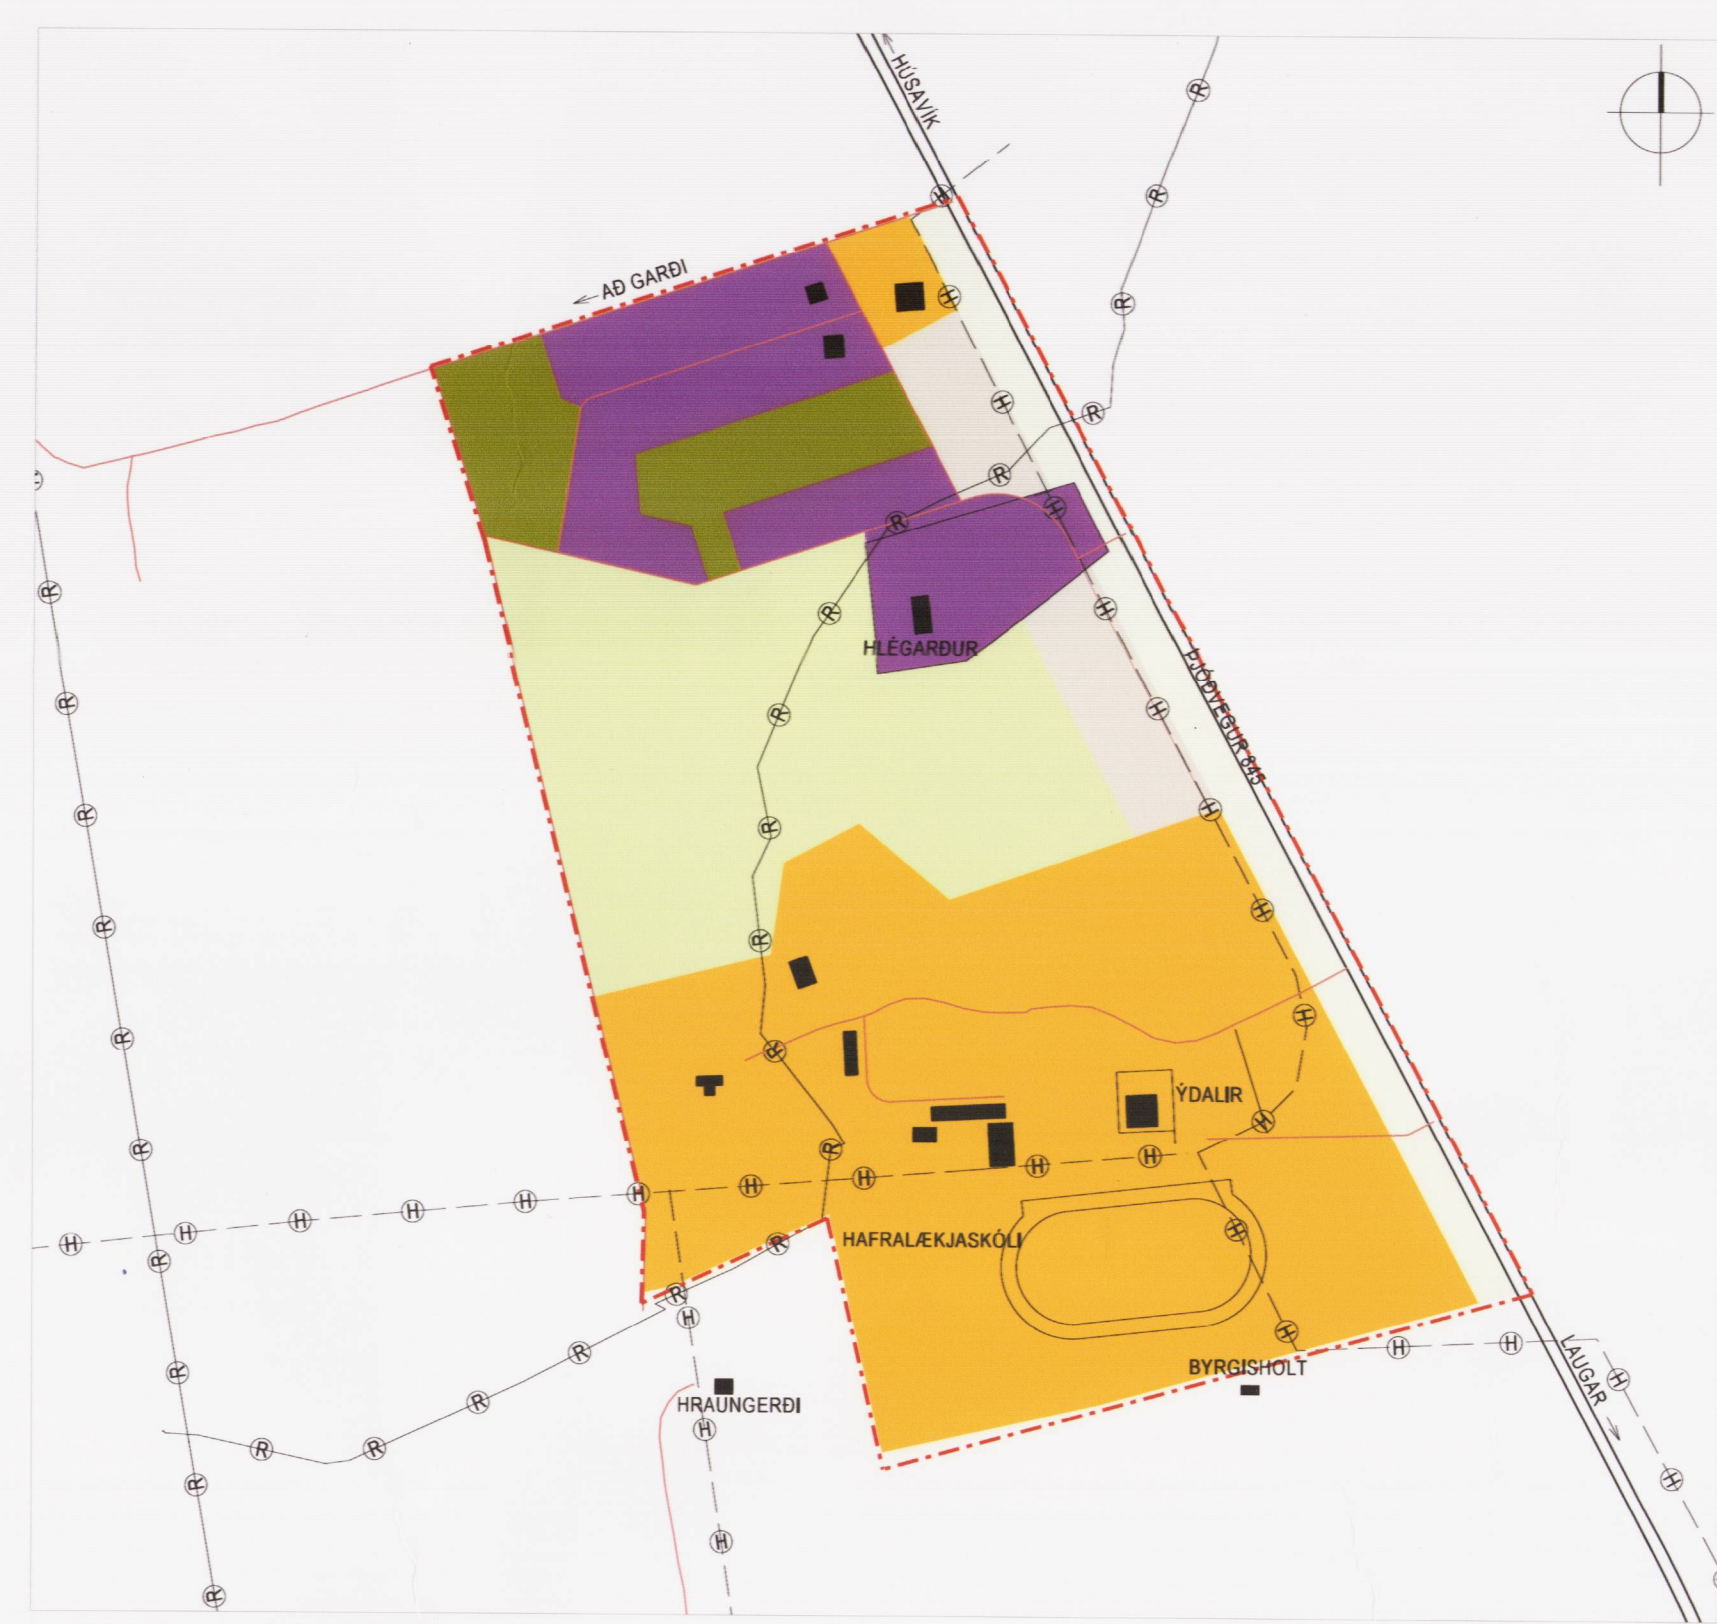 HÚSAVÍK
AÐ GARÐI
HLÉGARÐUR
ÞJÓÐVEGUR 845
ÝDALIR
HAFRALÆKJASKÓLI
BYRGISHOLT
HRAUNGERÐI
LAUGAR